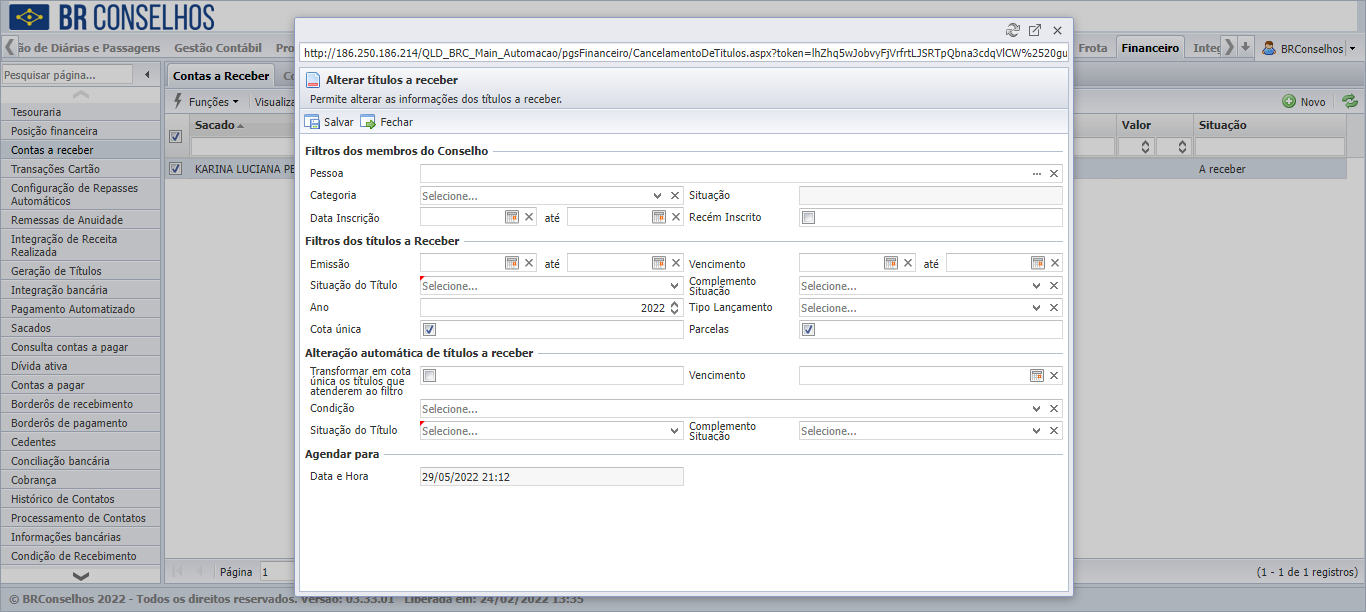 BR CONSELHOS
ão de Diárias e Passagens Gestão Contábil Pro
Frota Financeiro Integ BRConselhos
http://186.250.186.214/QLD_BRC_Main_Automacao/pgsFinanceiro/CancelamentoDeTitulos.aspx?token=lhZhq5wJobvyFjVrfrtLJSRTpQbna3cdqVlCW%2520gu
Pesquisar página...
Contas a Receber Co
Alterar títulos a receber
Permite alterar as informações dos títulos a receber.
Funções Visualiza
Novo
Salvar Fechar
Sacado
Valor Situação
KARINA LUCIANA PE
A receber
Tesouraria
Posição financeira
Contas a receber
Transações Cartão
Configuração de Repasses
Automáticos
Remessas de Anuidade
Integração de Receita
Realizada
Geração de Títulos
Integração bancária
Pagamento Automatizado
Sacados
Consulta contas a pagar
Dívida ativa
Contas a pagar
Borderôs de recebimento
Borderôs de pagamento
Cedentes
Conciliação bancária
Cobrança
Histórico de Contatos
Processamento de Contatos
Informações bancárias
Condição de Recebimento
Filtros dos membros do Conselho
Pessoa
Categoria Selecione... Situação
Data Inscrição até Recém Inscrito
Filtros dos títulos a Receber
Emissão até Vencimento até
Situação do Título Selecione... Complemento
Situação Selecione...
Ano 2022 Tipo Lançamento Selecione...
Cota única Parcelas
Alteração automática de títulos a receber
Transformar em cota
única os títulos que
atenderem ao filtro
Vencimento
Condição Selecione...
Situação do Título Selecione... Complemento
Situação Selecione...
Agendar para
Data e Hora 29/05/2022 21:12
Página 1
(1 - 1 de 1 registros)
© BRConselhos 2022 - Todos os direitos reservados. Versão: 03.33.01 Liberada em: 24/02/2022 13:35